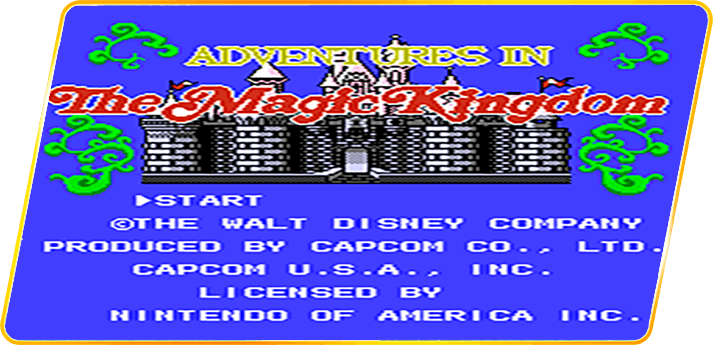 ADVENTURES IN
The Magic Kingdom
▶START
©THE WALT DISNEY COMPANY
PRODUCED BY CAPCOM CO., LTD.
CAPCOM U.S.A., INC.
LICENSED BY
NINTENDO OF AMERICA INC.